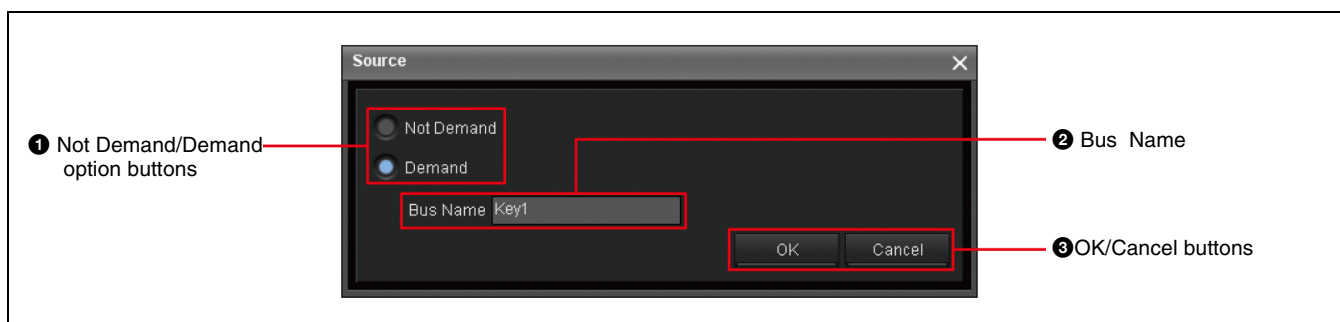 Source
❶ Not Demand/Demand
option buttons
Not Demand
Demand
❷ Bus Name
Bus Name Key1
OK Cancel
❸OK/Cancel buttons